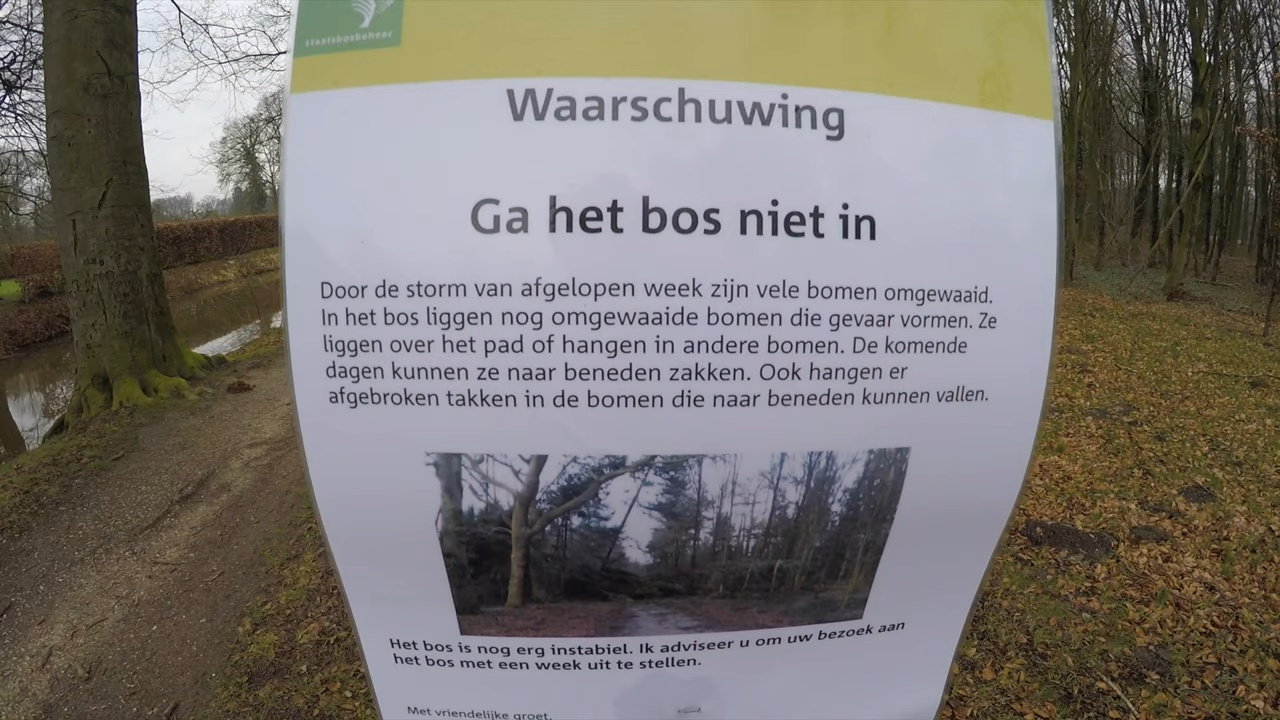 staatsbosbeheer
Waarschuwing
Ga het bos niet in
Door de storm van afgelopen week zijn vele bomen omgewaaid.
In het bos liggen nog omgewaaide bomen die gevaar vormen. Ze
liggen over het pad of hangen in andere bomen. De komende
dagen kunnen ze naar beneden zakken. Ook hangen er
afgebroken takken in de bomen die naar beneden kunnen vallen.
Het bos is nog erg instabiel. Ik adviseer u om uw bezoek aan
het bos met een week uit te stellen.
Met vriendelijke groet,